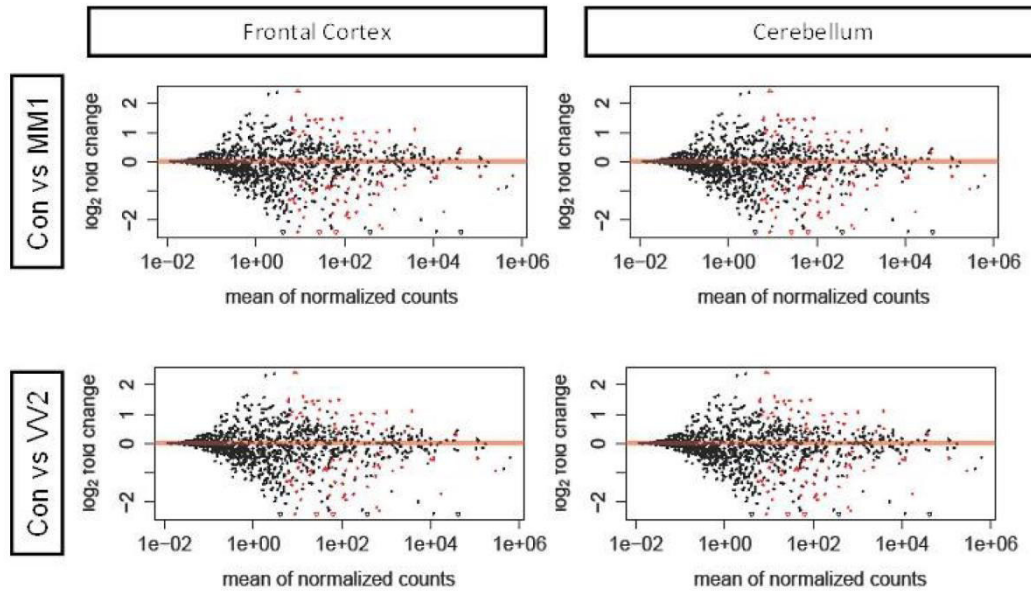 Frontal Cortex
Cerebellum
Con vs MM1
log₂ fold change
2
1
0
−2
1e−02 1e+00 1e+02 1e+04 1e+06
mean of normalized counts
log₂ fold change
2
1
0
−2
1e−02 1e+00 1e+02 1e+04 1e+06
mean of normalized counts
Con vs VV2
log₂ fold change
2
1
0
−2
1e−02 1e+00 1e+02 1e+04 1e+06
mean of normalized counts
log₂ fold change
2
1
0
−2
1e−02 1e+00 1e+02 1e+04 1e+06
mean of normalized counts